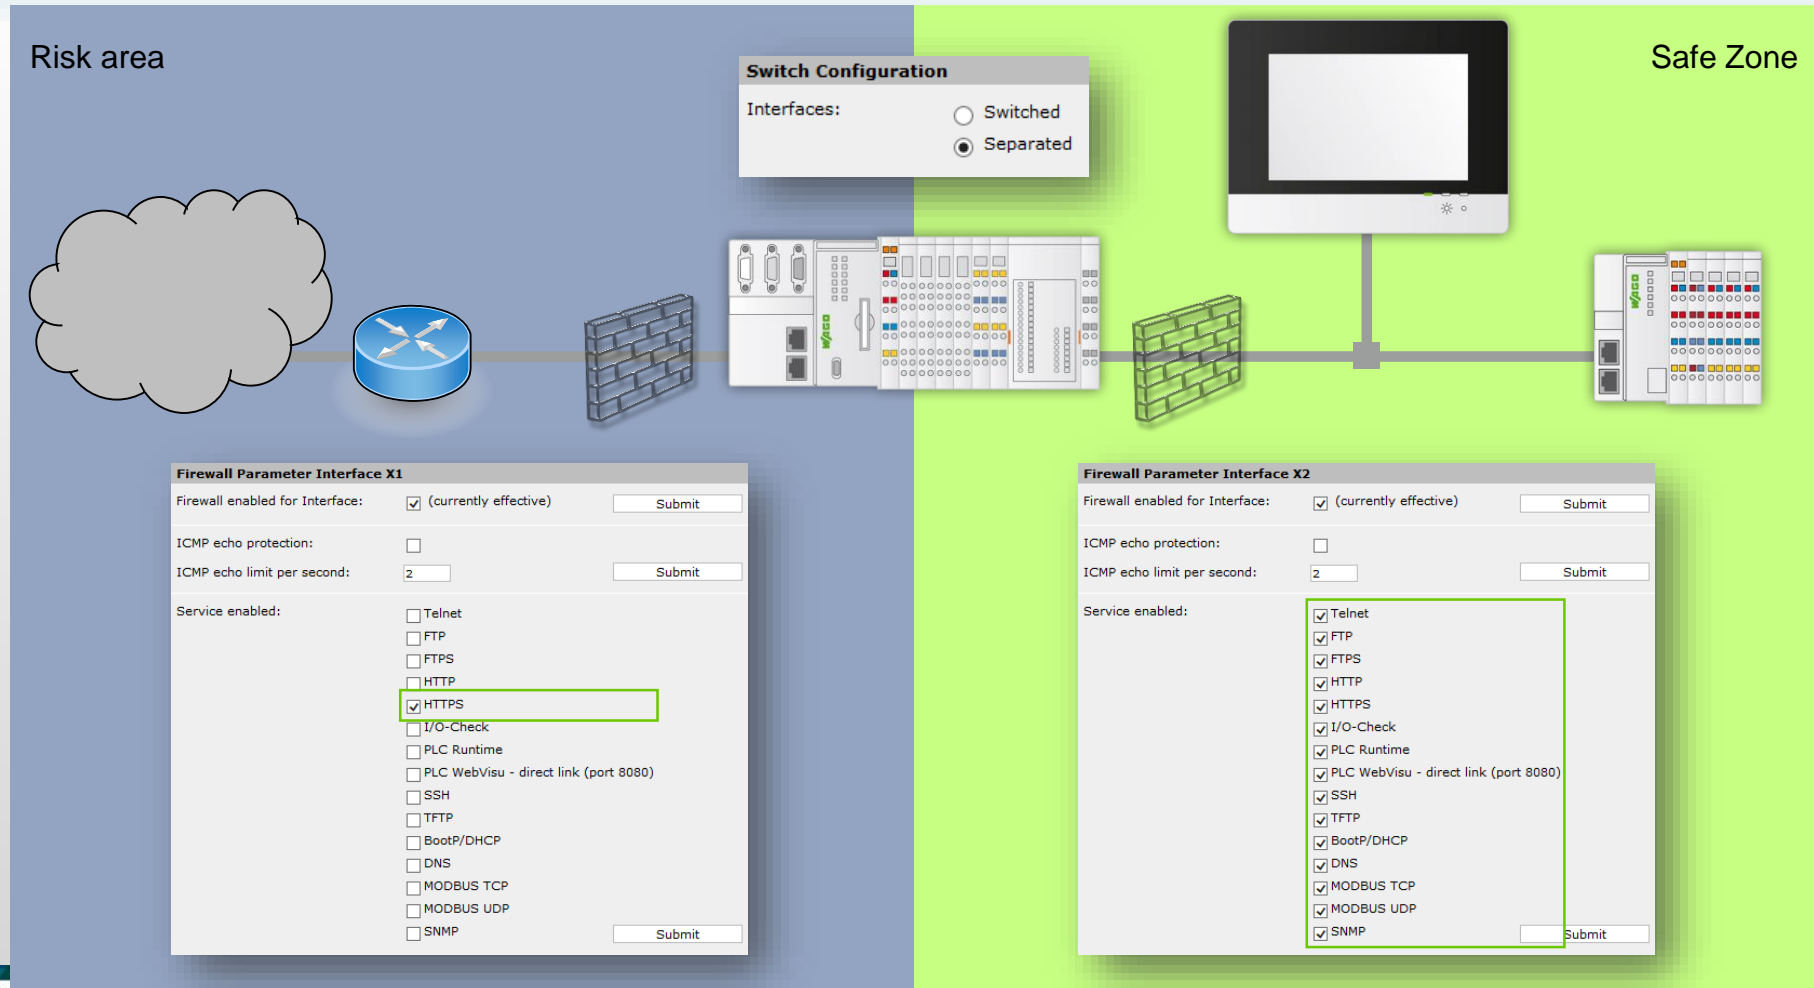 Risk area
Safe Zone
Switch Configuration
Interfaces:
Switched
Separated
WAGO
WAGO
Firewall Parameter Interface X1
Firewall enabled for Interface: (currently effective) Submit
ICMP echo protection:
ICMP echo limit per second: 2 Submit
Service enabled:
Telnet
FTP
FTPS
HTTP
HTTPS
I/O-Check
PLC Runtime
PLC WebVisu - direct link (port 8080)
SSH
TFTP
BootP/DHCP
DNS
MODBUS TCP
MODBUS UDP
SNMP Submit
Firewall Parameter Interface X2
Firewall enabled for Interface: (currently effective) Submit
ICMP echo protection:
ICMP echo limit per second: 2 Submit
Service enabled:
Telnet
FTP
FTPS
HTTP
HTTPS
I/O-Check
PLC Runtime
PLC WebVisu - direct link (port 8080)
SSH
TFTP
BootP/DHCP
DNS
MODBUS TCP
MODBUS UDP
SNMP Submit